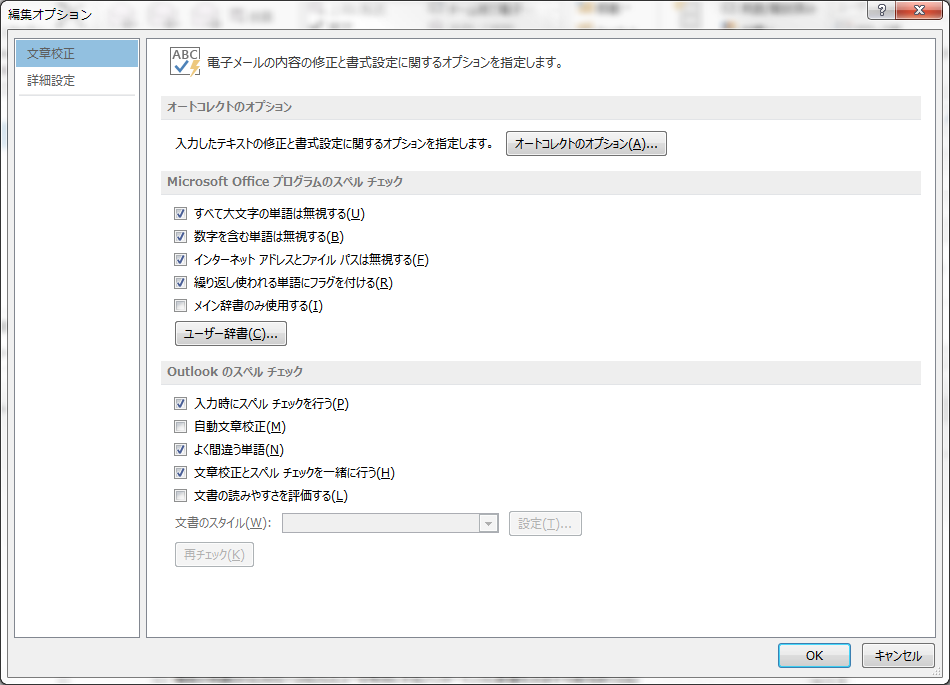 編集オプション
文章校正
詳細設定
ABC
電子メールの内容の修正と書式設定に関するオプションを指定します。
オートコレクトのオプション
入力したテキストの修正と書式設定に関するオプションを指定します。 オートコレクトのオプション(A)...
Microsoft Office プログラムのスペル チェック
すべて大文字の単語は無視する(U)
数字を含む単語は無視する(B)
インターネット アドレスとファイル パスは無視する(F)
繰り返し使われる単語にフラグを付ける(R)
メイン辞書のみ使用する(I)
ユーザー辞書(C)...
Outlook のスペル チェック
入力時にスペル チェックを行う(P)
自動文章校正(M)
よく間違う単語(N)
文章校正とスペル チェックを一緒に行う(H)
文書の読みやすさを評価する(L)
文書のスタイル(W): 設定(T)...
再チェック(K)
OK キャンセル